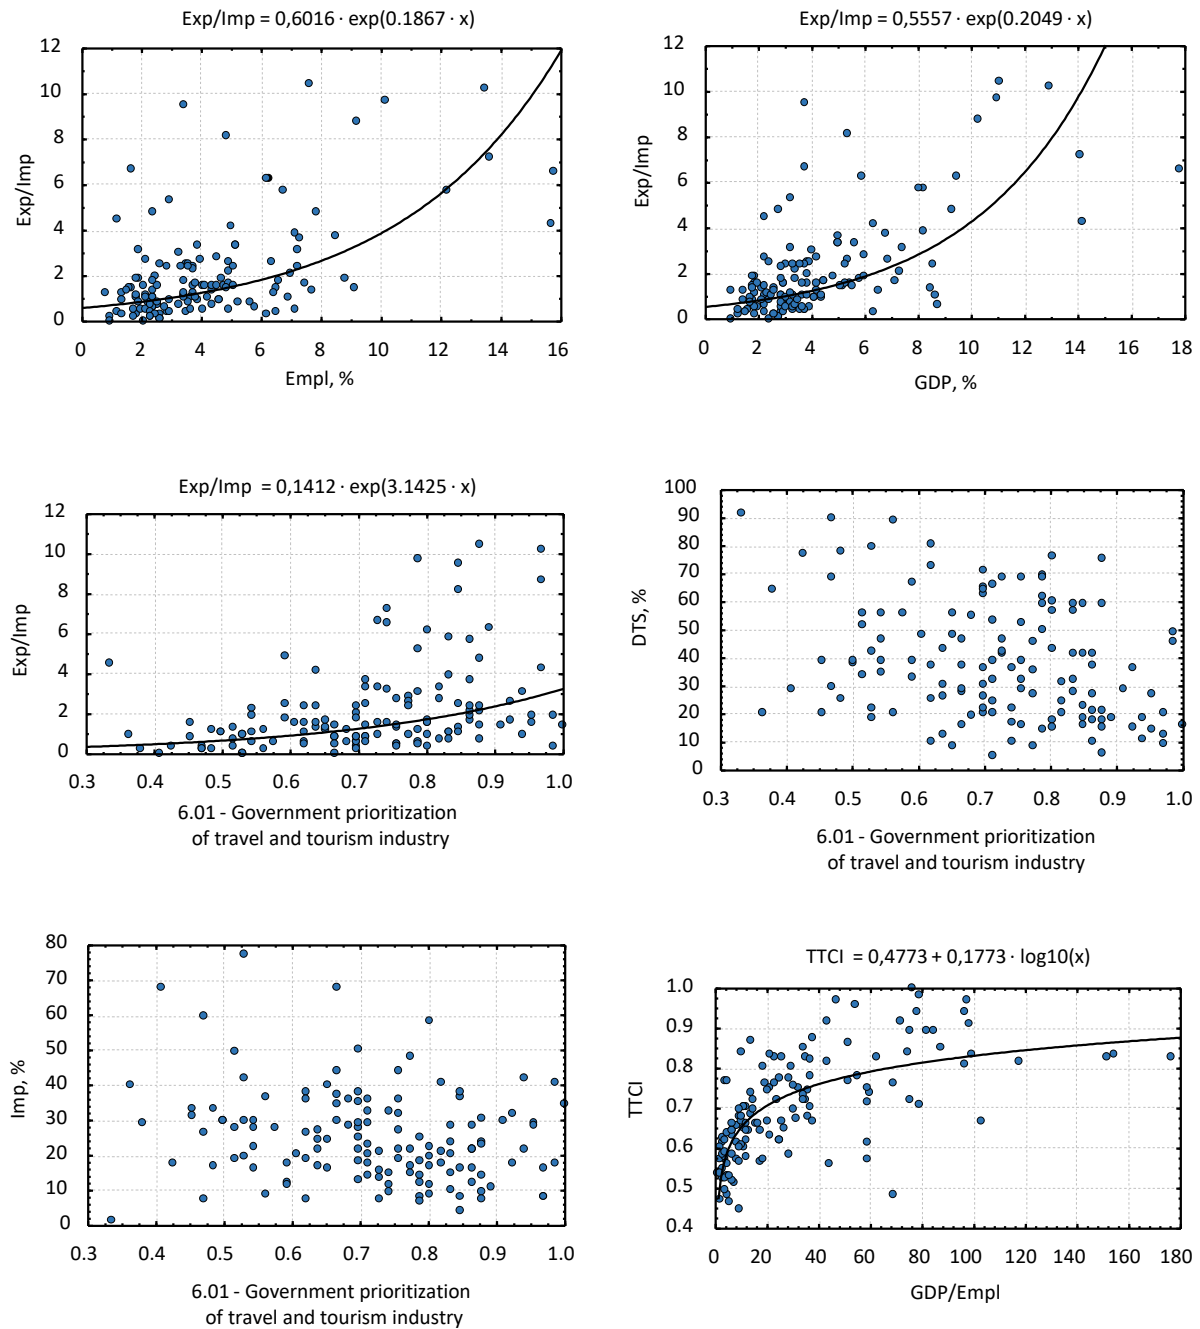 Exp/Imp = 0,6016 · exp(0.1867 · x)
12
10
8
6
4
2
0
Exp/Imp
0 2 4 6 8 10 12 14 16
Empl, %
Exp/Imp = 0,5557 · exp(0.2049 · x)
12
10
8
6
4
2
0
Exp/Imp
0 2 4 6 8 10 12 14 16 18
GDP, %
Exp/Imp = 0,1412 · exp(3.1425 · x)
12
10
8
6
4
2
0
Exp/Imp
0.3 0.4 0.5 0.6 0.7 0.8 0.9 1.0
6.01 - Government prioritization
of travel and tourism industry
100
90
80
70
60
50
40
30
20
10
0
DTS, %
0.3 0.4 0.5 0.6 0.7 0.8 0.9 1.0
6.01 - Government prioritization
of travel and tourism industry
80
70
60
50
40
30
20
10
0
Imp, %
0.3 0.4 0.5 0.6 0.7 0.8 0.9 1.0
6.01 - Government prioritization
of travel and tourism industry
TTCI = 0,4773 + 0,1773 · log10(x)
1.0
0.9
0.8
0.7
0.6
0.5
0.4
TTCI
0 20 40 60 80 100 120 140 160 180
GDP/Empl